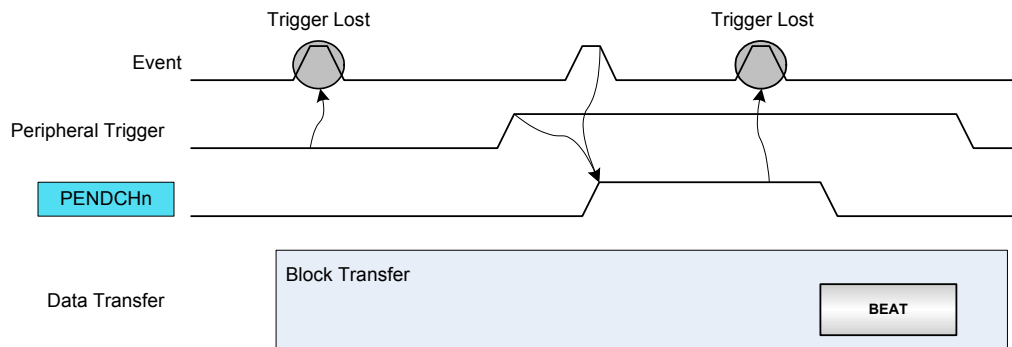 Trigger Lost
Trigger Lost
Event
Peripheral Trigger
PENDCHn
Block Transfer
Data Transfer
BEAT